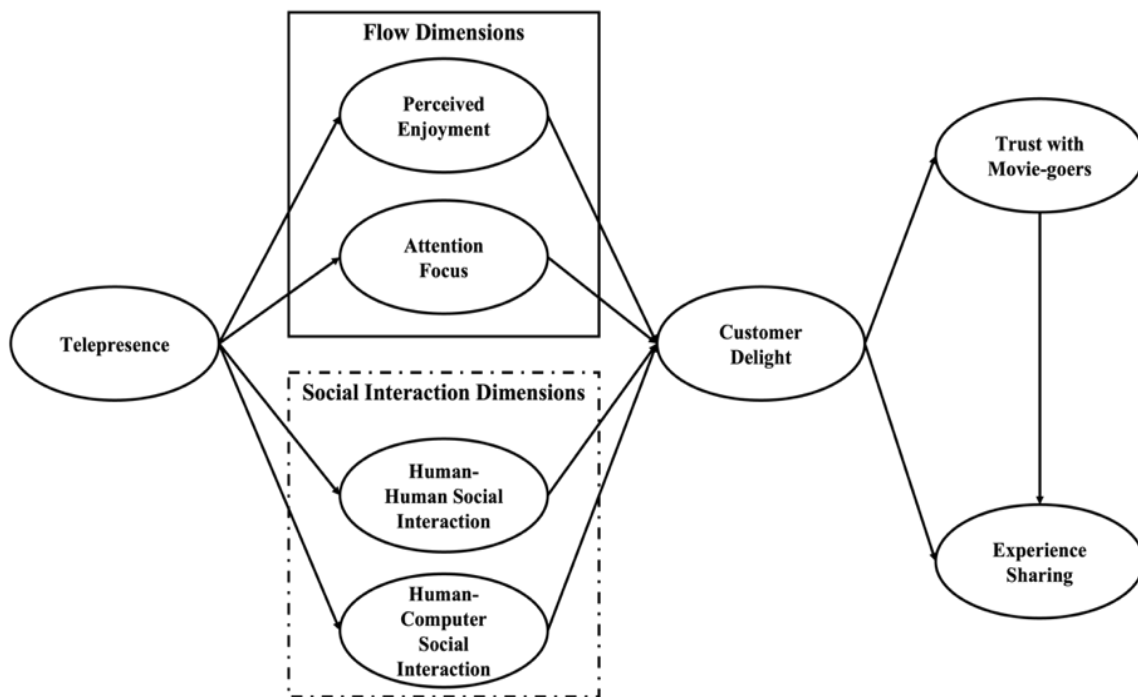 Flow Dimensions
Perceived
Enjoyment
Attention
Focus
Telepresence
Social Interaction Dimensions
Human-
Human Social
Interaction
Human-
Computer
Social
Interaction
Customer
Delight
Trust with
Movie-goers
Experience
Sharing